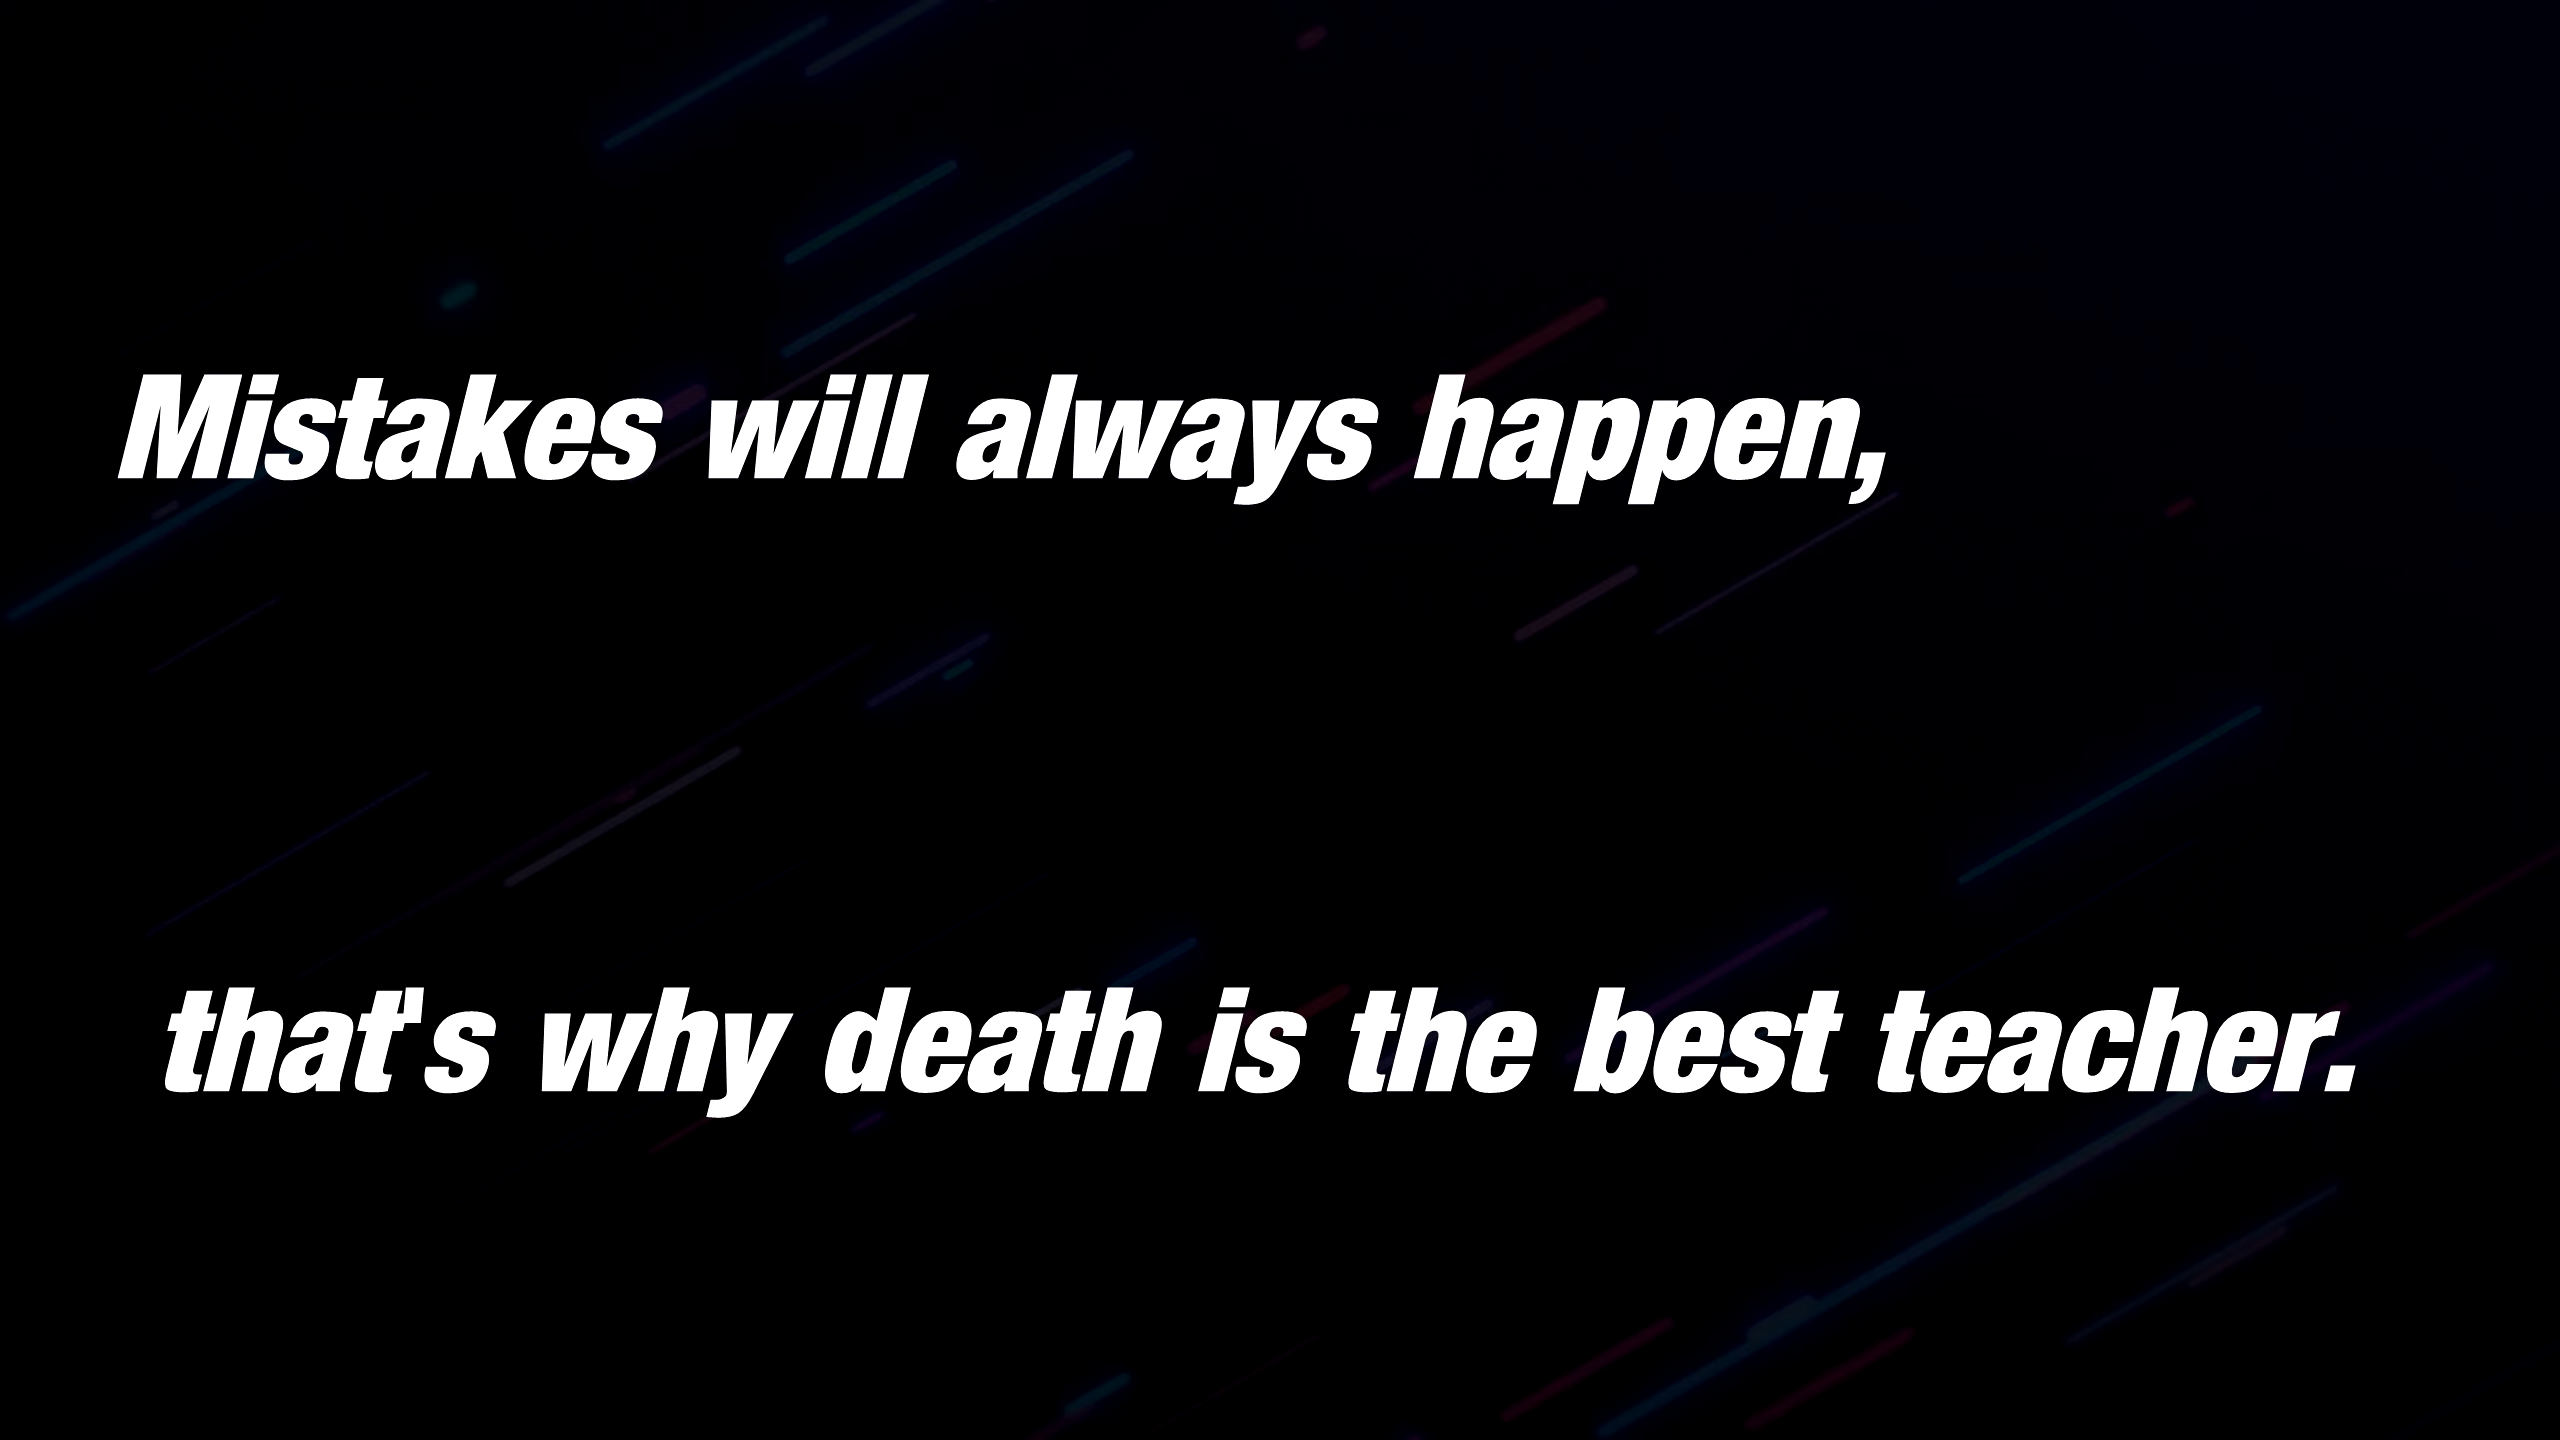 Mistakes will always happen,
that's why death is the best teacher.